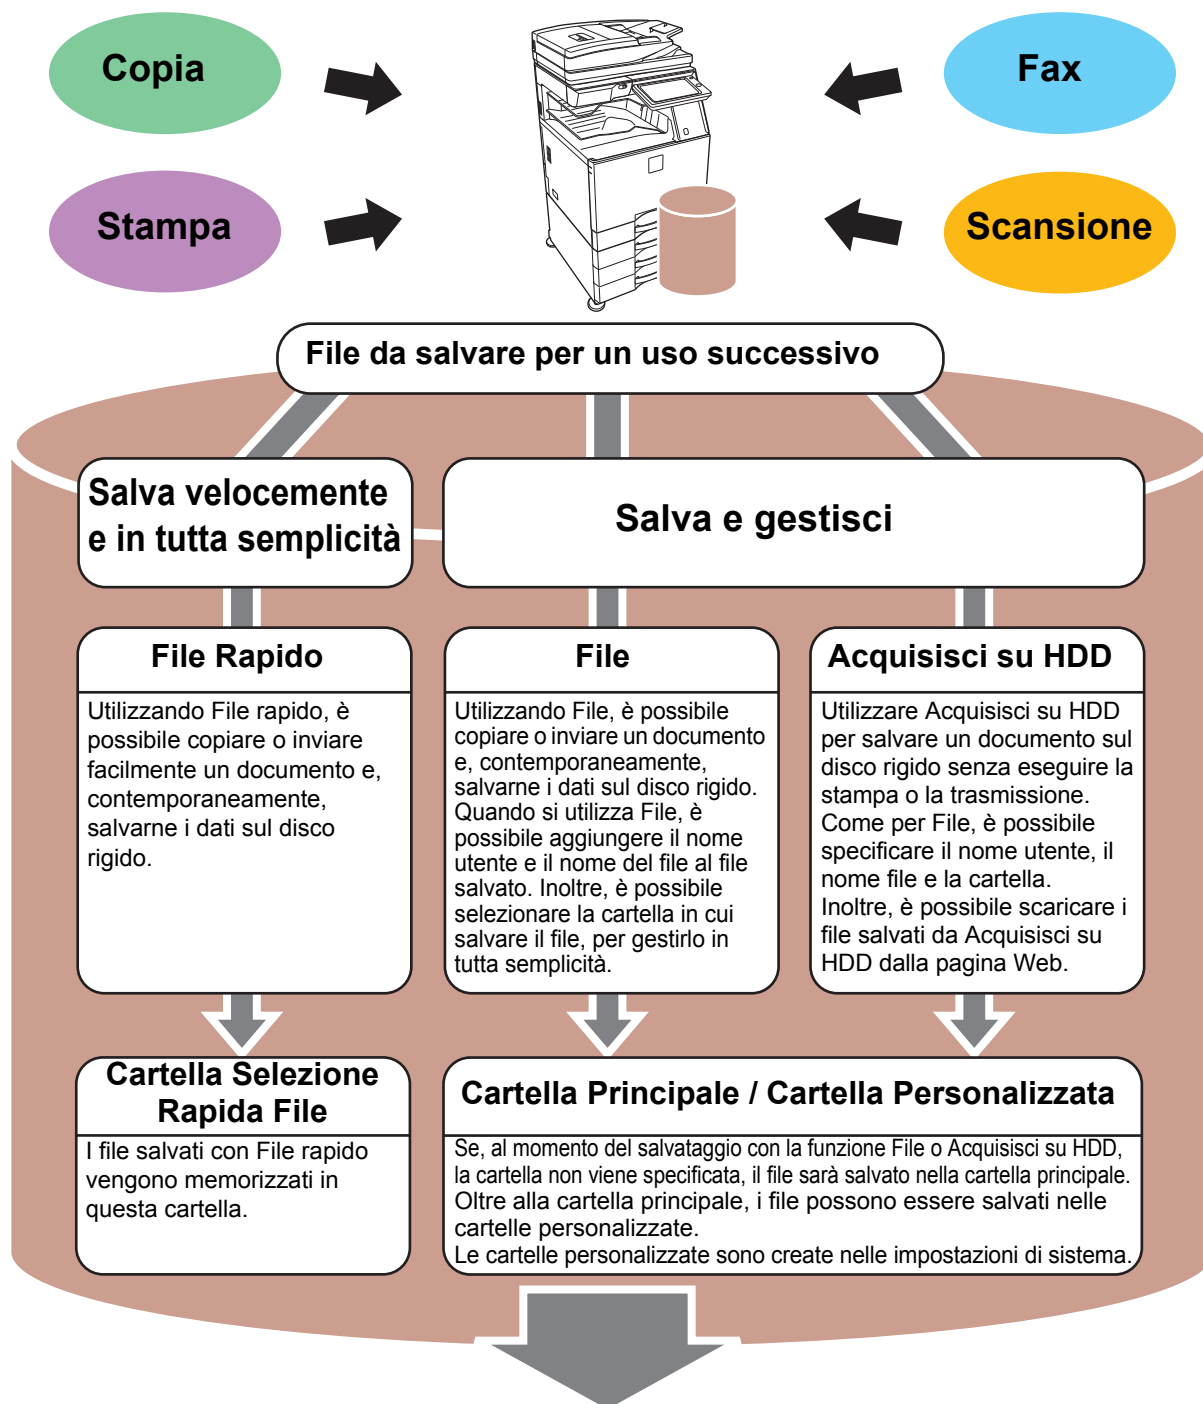 Copia
Fax
Stampa
Scansione
File da salvare per un uso successivo
Salva velocemente
e in tutta semplicità
Salva e gestisci
File Rapido
Utilizzando File rapido, è
possibile copiare o inviare
facilmente un documento e,
contemporaneamente,
salvarne i dati sul disco
rigido.
File
Utilizzando File, è possibile
copiare o inviare un documento
e, contemporaneamente,
salvarne i dati sul disco rigido.
Quando si utilizza File, è
possibile aggiungere il nome
utente e il nome del file al file
salvato. Inoltre, è possibile
selezionare la cartella in cui
salvare il file, per gestirlo in
tutta semplicità.
Acquisisci su HDD
Utilizzare Acquisisci su HDD
per salvare un documento sul
disco rigido senza eseguire la
stampa o la trasmissione.
Come per File, è possibile
specificare il nome utente, il
nome file e la cartella.
Inoltre, è possibile scaricare i
file salvati da Acquisisci su
HDD dalla pagina Web.
Cartella Selezione
Rapida File
I file salvati con File rapido
vengono memorizzati in
questa cartella.
Cartella Principale / Cartella Personalizzata
Se, al momento del salvataggio con la funzione File o Acquisisci su HDD,
la cartella non viene specificata, il file sarà salvato nella cartella principale.
Oltre alla cartella principale, i file possono essere salvati nelle
cartelle personalizzate.
Le cartelle personalizzate sono create nelle impostazioni di sistema.